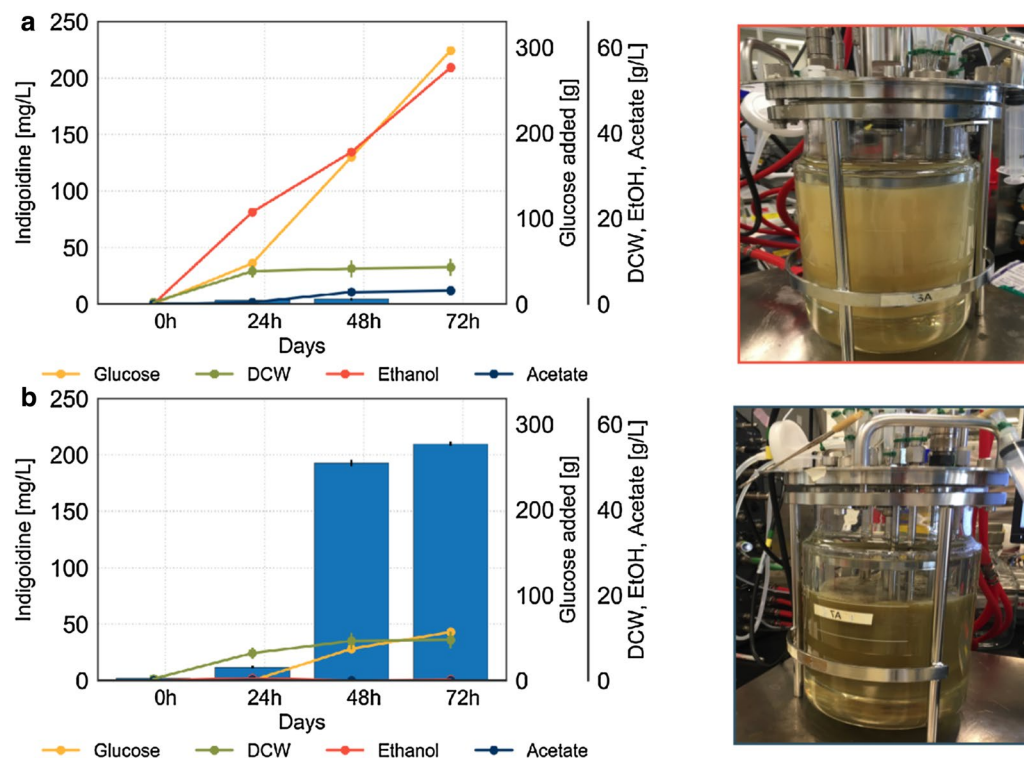 a
Indigoidine [mg/L]
250
200
150
100
50
0
0h 24h 48h 72h
Days
300
200
100
0
Glucose added [g]
60
40
20
0
DCW, EtOH, Acetate [g/L]
Glucose DCW Ethanol Acetate
b
Indigoidine [mg/L]
250
200
150
100
50
0
0h 24h 48h 72h
Days
300
200
100
0
Glucose added [g]
60
40
20
0
DCW, EtOH, Acetate [g/L]
Glucose DCW Ethanol Acetate